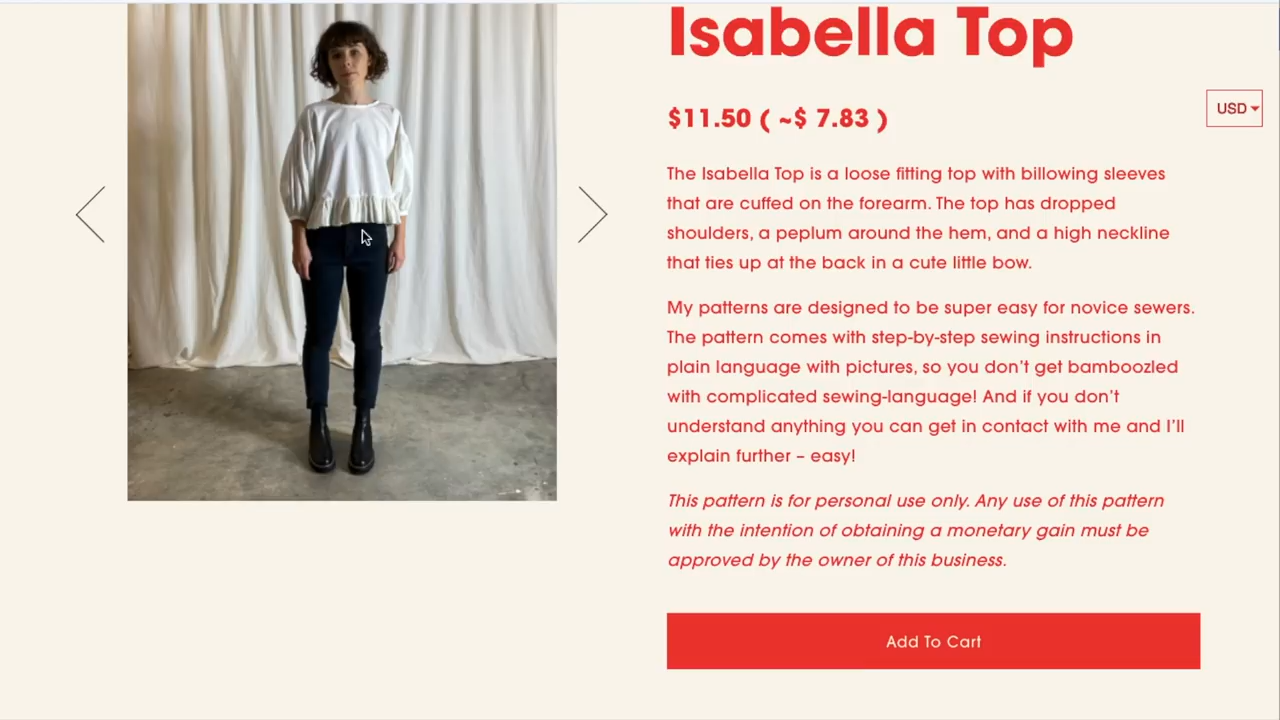 Isabella Top
$11.50 ( ~$ 7.83 )
USD
The Isabella Top is a loose fitting top with billowing sleeves
that are cuffed on the forearm. The top has dropped
shoulders, a peplum around the hem, and a high neckline
that ties up at the back in a cute little bow.
My patterns are designed to be super easy for novice sewers.
The pattern comes with step-by-step sewing instructions in
plain language with pictures, so you don't get bamboozled
with complicated sewing-language! And if you don't
understand anything you can get in contact with me and I'll
explain further – easy!
This pattern is for personal use only. Any use of this pattern
with the intention of obtaining a monetary gain must be
approved by the owner of this business.
Add To Cart